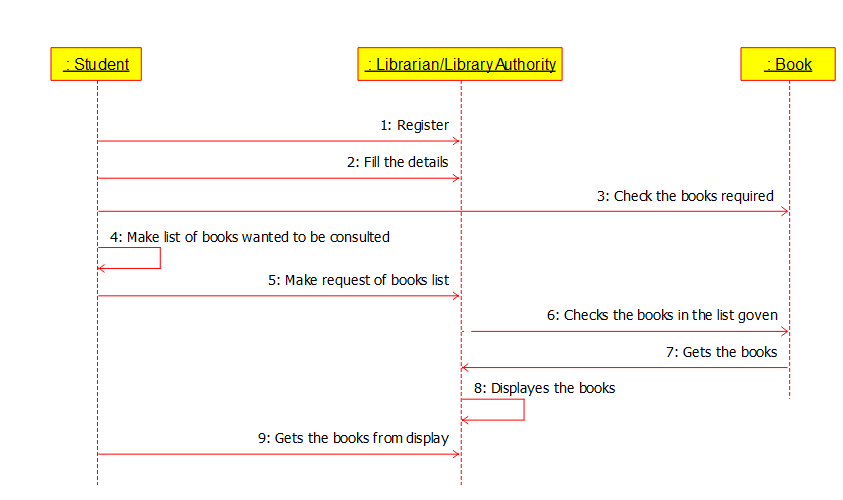 : Student
: Librarian/Library Authority
: Book
1: Register
2: Fill the details
3: Check the books required
4: Make list of books wanted to be consulted
5: Make request of books list
6: Checks the books in the list goven
7: Gets the books
8: Displayes the books
9: Gets the books from display